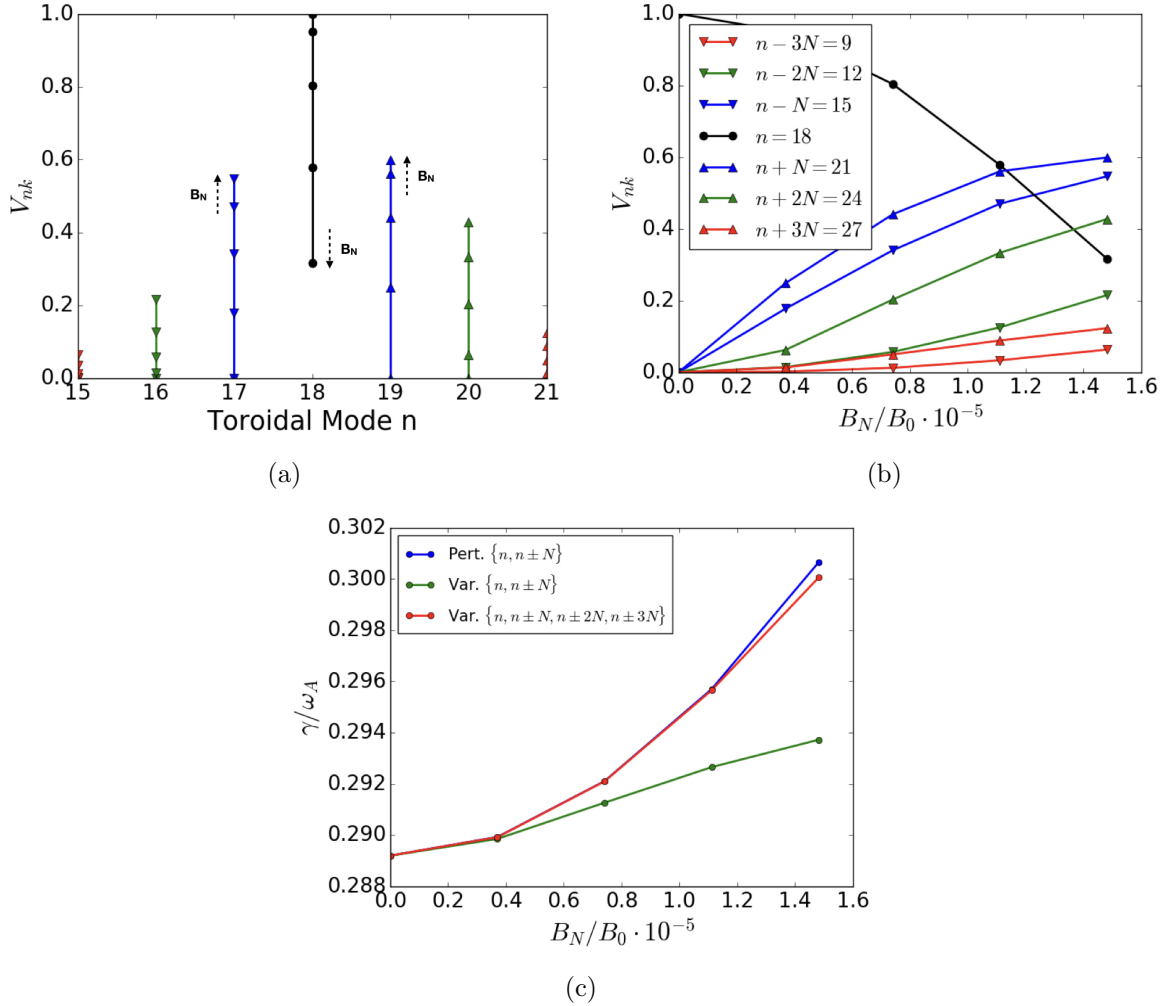 1.0
0.8
0.6
0.4
0.2
0.0
V_{nk}
B_N
B_N
B_N
15 16 17 18 19 20 21
Toroidal Mode n
(a)
1.0
0.8
0.6
0.4
0.2
0.0
V_{nk}
n − 3N = 9
n − 2N = 12
n − N = 15
n = 18
n + N = 21
n + 2N = 24
n + 3N = 27
0.0 0.2 0.4 0.6 0.8 1.0 1.2 1.4 1.6
B_N/B_0 · 10^{−5}
(b)
0.302
0.300
0.298
0.296
0.294
0.292
0.290
0.288
γ/ω_A
Pert. {n, n ± N}
Var. {n, n ± N}
Var. {n, n ± N, n ± 2N, n ± 3N}
0.0 0.2 0.4 0.6 0.8 1.0 1.2 1.4 1.6
B_N/B_0 · 10^{−5}
(c)